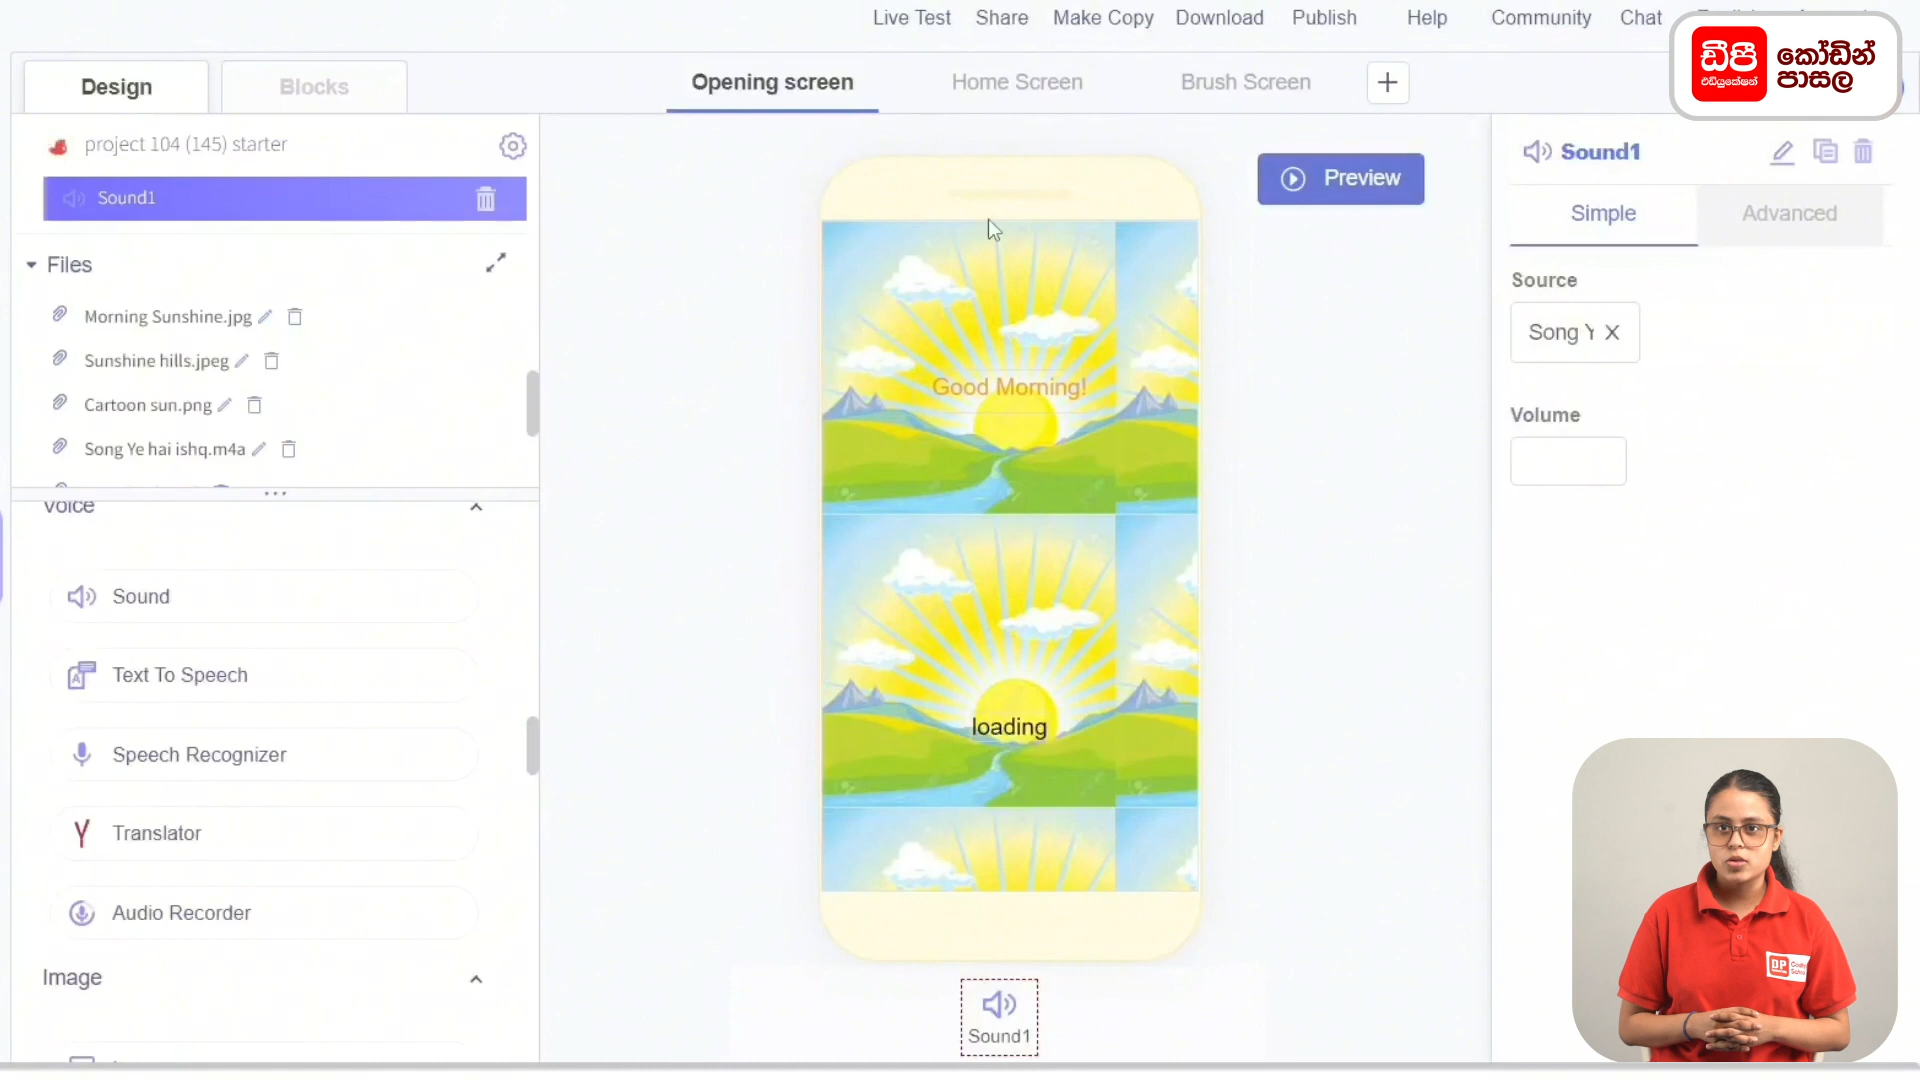 Live Test
Share
Make Copy
Download
Publish
Help
Community
Chat
ඩීපී
එඩියුකේෂන්
කෝඩින්
පාසල
Design
Blocks
Opening screen
Home Screen
Brush Screen
+
project 104 (145) starter
Sound1
Files
Morning Sunshine.jpg
Sunshine hills.jpeg
Cartoon sun.png
Song Ye hai ishq.m4a
Voice
Sound
Text To Speech
Speech Recognizer
Translator
Audio Recorder
Image
Preview
Good Morning!
loading
Sound1
Sound1
Simple
Advanced
Source
Song Y
Volume
DP